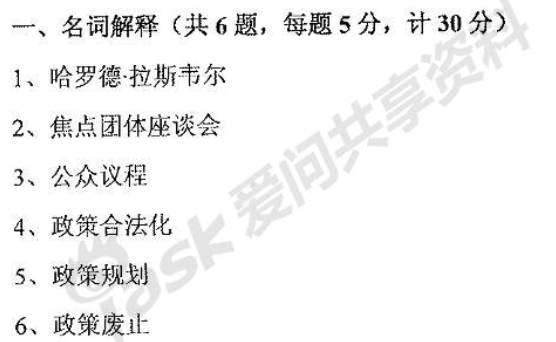 一、名词解释（共 6 题，每题 5 分，计 30 分）
1、哈罗德·拉斯韦尔
2、焦点团体座谈会
3、公众议程
4、政策合法化
5、政策规划
6、政策废止
iask 爱问共享资料